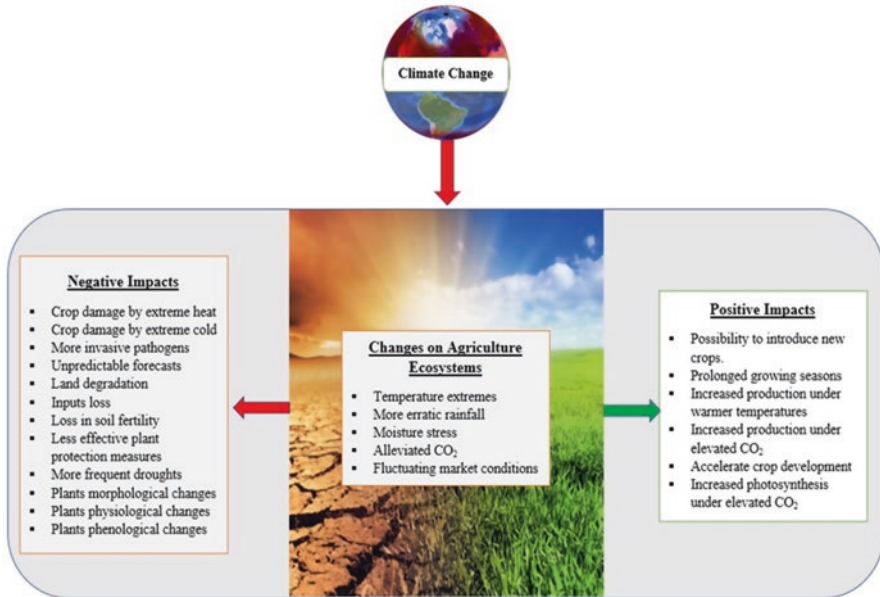 Climate Change
Negative Impacts
▪ Crop damage by extreme heat
▪ Crop damage by extreme cold
▪ More invasive pathogens
▪ Unpredictable forecasts
▪ Land degradation
▪ Inputs loss
▪ Loss in soil fertility
▪ Less effective plant
protection measures
▪ More frequent droughts
▪ Plants morphological changes
▪ Plants physiological changes
▪ Plants phenological changes
Changes on Agriculture
Ecosystems
▪ Temperature extremes
▪ More erratic rainfall
▪ Moisture stress
▪ Alleviated CO₂
▪ Fluctuating market conditions
Positive Impacts
▪ Possibility to introduce new
crops.
▪ Prolonged growing seasons
▪ Increased production under
warmer temperatures
▪ Increased production under
elevated CO₂
▪ Accelerate crop development
▪ Increased photosynthesis
under elevated CO₂